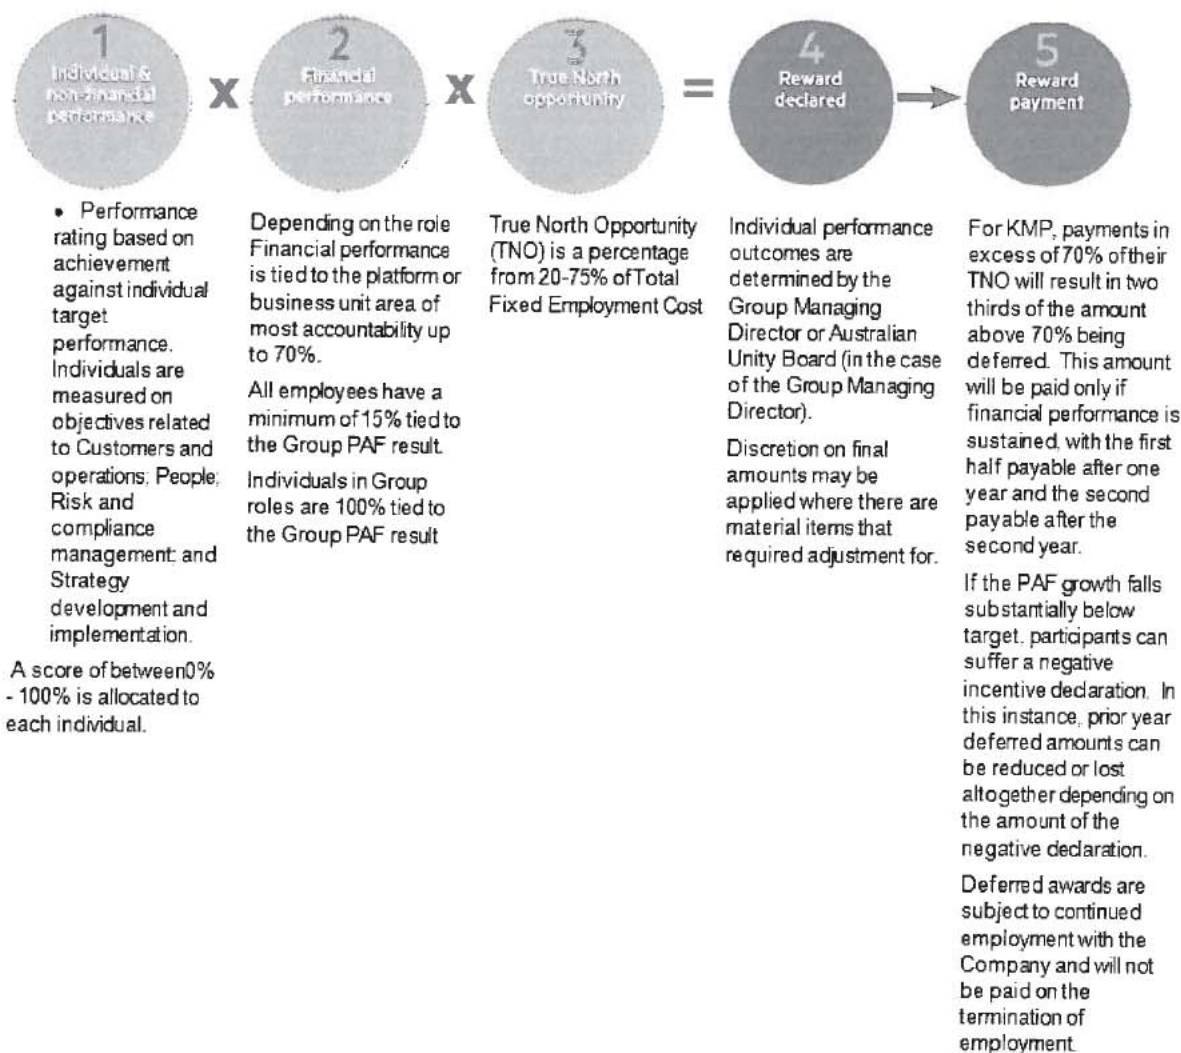 1
Individual &
non-financial
performance
x
2
Financial
performance
x
3
True North
opportunity
=
4
Reward
declared
5
Reward
payment
• Performance
rating based on
achievement
against individual
target
performance.
Individuals are
measured on
objectives related
to Customers and
operations; People;
Risk and
compliance
management: and
Strategy
development and
implementation.
A score of between0%
- 100% is allocated to
each individual.
Depending on the role
Financial performance
is tied to the platform or
business unit area of
most accountability up
to 70%.
All employees have a
minimum of 15% tied to
the Group PAF result.
Individuals in Group
roles are 100% tied to
the Group PAF result
True North Opportunity
(TNO) is a percentage
from 20-75% of Total
Fixed Employment Cost
Individual performance
outcomes are
determined by the
Group Managing
Director or Australian
Unity Board (in the case
of the Group Managing
Director).
Discretion on final
amounts may be
applied where there are
material items that
required adjustment for.
For KMP, payments in
excess of 70% of their
TNO will result in two
thirds of the amount
above 70% being
deferred. This amount
will be paid only if
financial performance is
sustained, with the first
half payable after one
year and the second
payable after the
second year.
If the PAF growth falls
substantially below
target, participants can
suffer a negative
incentive declaration. In
this instance, prior year
deferred amounts can
be reduced or lost
altogether depending on
the amount of the
negative declaration.
Deferred awards are
subject to continued
employment with the
Company and will not
be paid on the
termination of
employment.